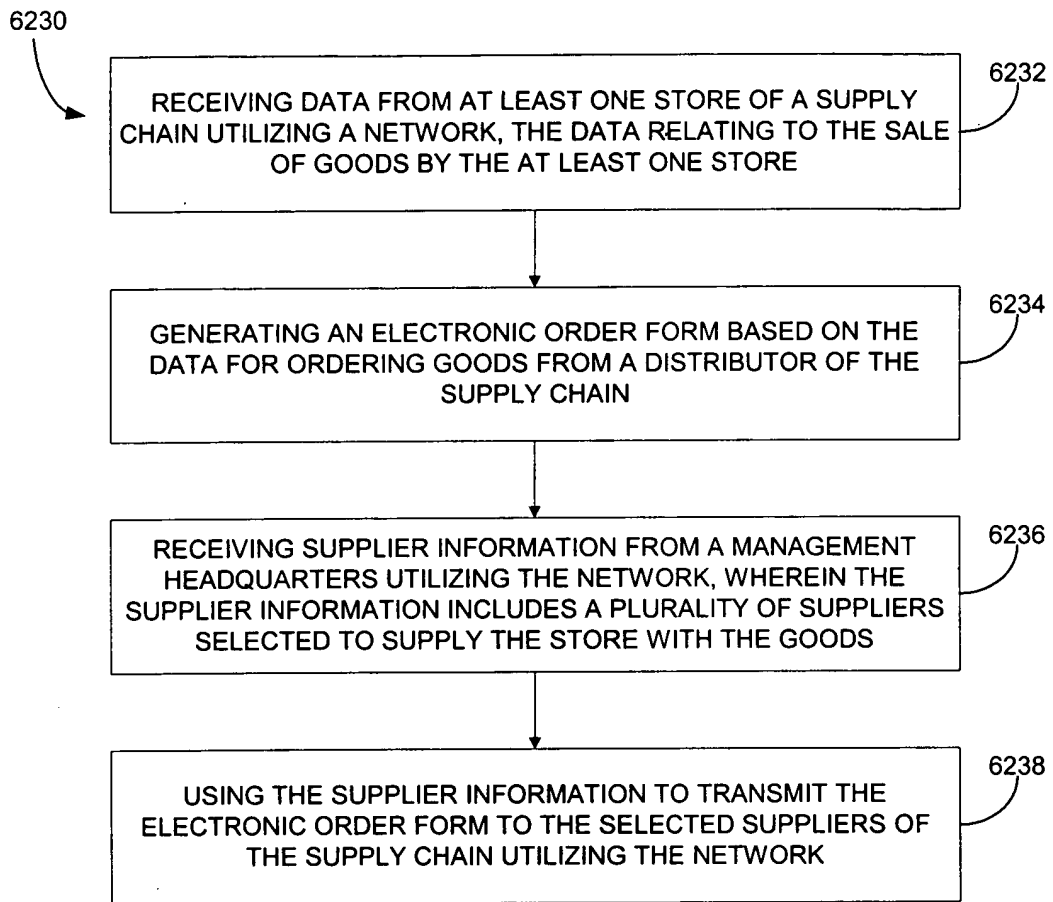 6230
RECEIVING DATA FROM AT LEAST ONE STORE OF A SUPPLY
CHAIN UTILIZING A NETWORK, THE DATA RELATING TO THE SALE
OF GOODS BY THE AT LEAST ONE STORE
6232
GENERATING AN ELECTRONIC ORDER FORM BASED ON THE
DATA FOR ORDERING GOODS FROM A DISTRIBUTOR OF THE
SUPPLY CHAIN
6234
RECEIVING SUPPLIER INFORMATION FROM A MANAGEMENT
HEADQUARTERS UTILIZING THE NETWORK, WHEREIN THE
SUPPLIER INFORMATION INCLUDES A PLURALITY OF SUPPLIERS
SELECTED TO SUPPLY THE STORE WITH THE GOODS
6236
USING THE SUPPLIER INFORMATION TO TRANSMIT THE
ELECTRONIC ORDER FORM TO THE SELECTED SUPPLIERS OF
THE SUPPLY CHAIN UTILIZING THE NETWORK
6238